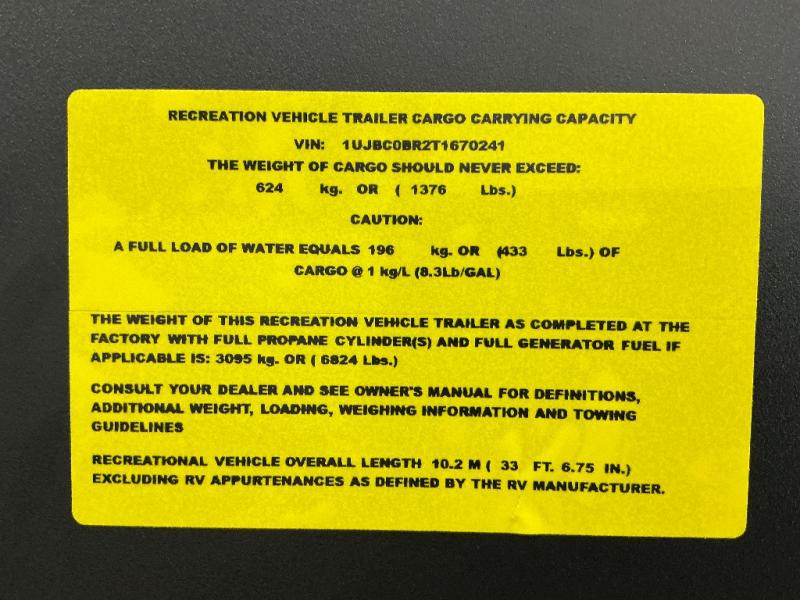 RECREATION VEHICLE TRAILER CARGO CARRYING CAPACITY
VIN: 1UJBC0BR2T1670241
THE WEIGHT OF CARGO SHOULD NEVER EXCEED:
624 kg. OR ( 1376 Lbs.)
CAUTION:
A FULL LOAD OF WATER EQUALS 196 kg. OR (433 Lbs.) OF
CARGO @ 1 kg/L (8.3Lb/GAL)
THE WEIGHT OF THIS RECREATION VEHICLE TRAILER AS COMPLETED AT THE
FACTORY WITH FULL PROPANE CYLINDER(S) AND FULL GENERATOR FUEL IF
APPLICABLE IS: 3095 kg. OR ( 6824 Lbs.)
CONSULT YOUR DEALER AND SEE OWNER'S MANUAL FOR DEFINITIONS,
ADDITIONAL WEIGHT, LOADING, WEIGHING INFORMATION AND TOWING
GUIDELINES
RECREATIONAL VEHICLE OVERALL LENGTH 10.2 M ( 33 FT. 6.75 IN.)
EXCLUDING RV APPURTENANCES AS DEFINED BY THE RV MANUFACTURER.